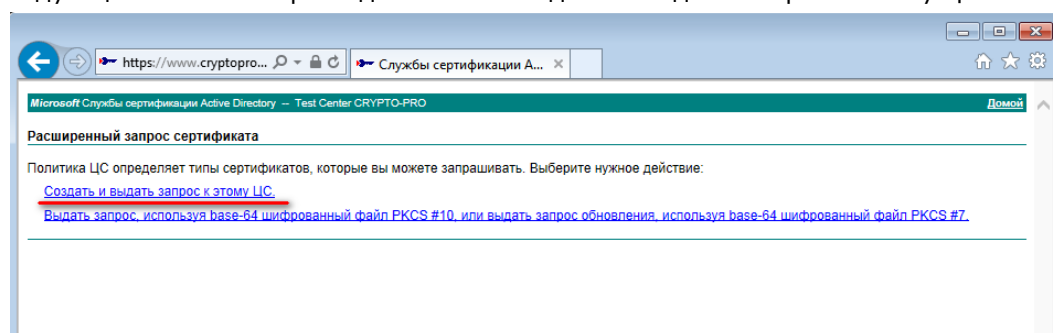 https://www.cryptopro... Службы сертификации А...
Microsoft Службы сертификации Active Directory -- Test Center CRYPTO-PRO Домой
Расширенный запрос сертификата
Политика ЦС определяет типы сертификатов, которые вы можете запрашивать. Выберите нужное действие:
Создать и выдать запрос к этому ЦС.
Выдать запрос, используя base-64 шифрованный файл PKCS #10, или выдать запрос обновления, используя base-64 шифрованный файл PKCS #7.